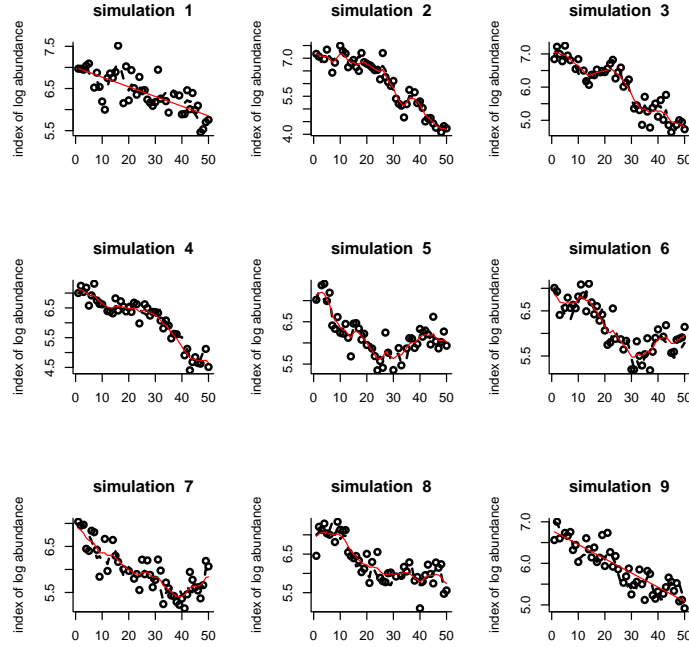 simulation 1
index of log abundance
5.5 6.5 7.5
0 10 20 30 40 50
simulation 2
index of log abundance
4.0 5.5 7.0
0 10 20 30 40 50
simulation 3
index of log abundance
5.0 6.0 7.0
0 10 20 30 40 50
simulation 4
index of log abundance
4.5 5.5 6.5
0 10 20 30 40 50
simulation 5
index of log abundance
5.5 6.5
0 10 20 30 40 50
simulation 6
index of log abundance
5.5 6.5
0 10 20 30 40 50
simulation 7
index of log abundance
5.5 6.5
0 10 20 30 40 50
simulation 8
index of log abundance
5.5 6.5
0 10 20 30 40 50
simulation 9
index of log abundance
5.0 6.0 7.0
0 10 20 30 40 50